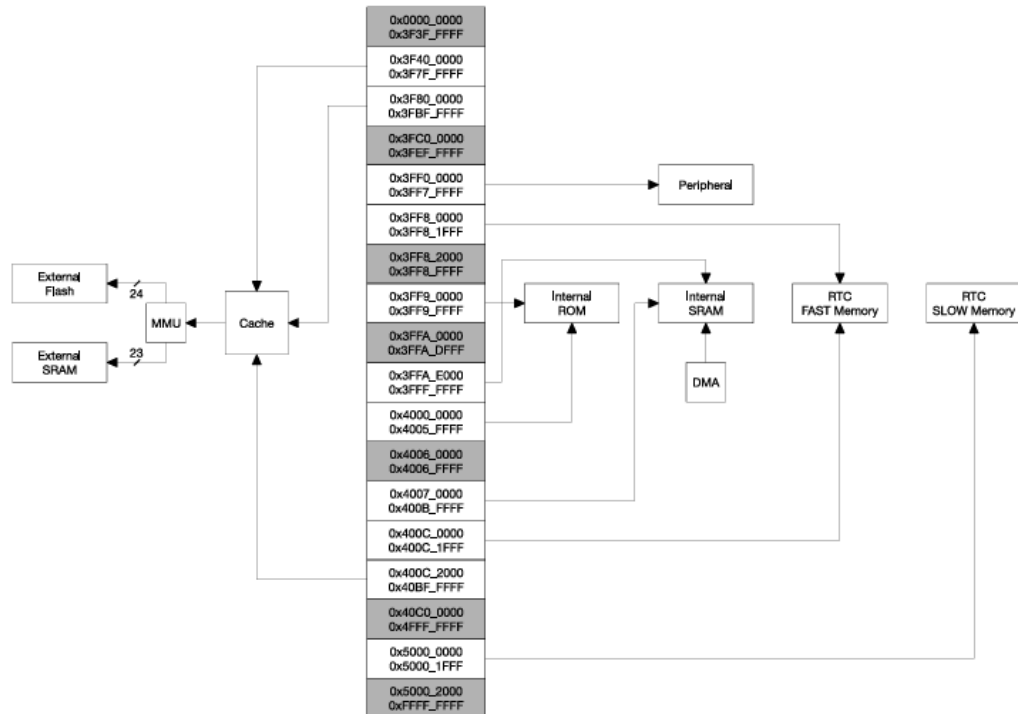 0x0000_0000
0x3F3F_FFFF
0x3F40_0000
0x3F7F_FFFF
0x3F80_0000
0x3FBF_FFFF
0x3FC0_0000
0x3FEF_FFFF
0x3FF0_0000
0x3FF7_FFFF
Peripheral
0x3FF8_0000
0x3FF8_1FFF
0x3FF8_2000
0x3FF8_FFFF
External
Flash
24
MMU
Cache
External
SRAM
23
0x3FF9_0000
0x3FF9_FFFF
Internal
ROM
Internal
SRAM
RTC
FAST Memory
RTC
SLOW Memory
0x3FFA_0000
0x3FFA_DFFF
0x3FFA_E000
0x3FFF_FFFF
DMA
0x4000_0000
0x4005_FFFF
0x4006_0000
0x4006_FFFF
0x4007_0000
0x400B_FFFF
0x400C_0000
0x400C_1FFF
0x400C_2000
0x40BF_FFFF
0x40C0_0000
0x4FFF_FFFF
0x5000_0000
0x5000_1FFF
0x5000_2000
0xFFFF_FFFF